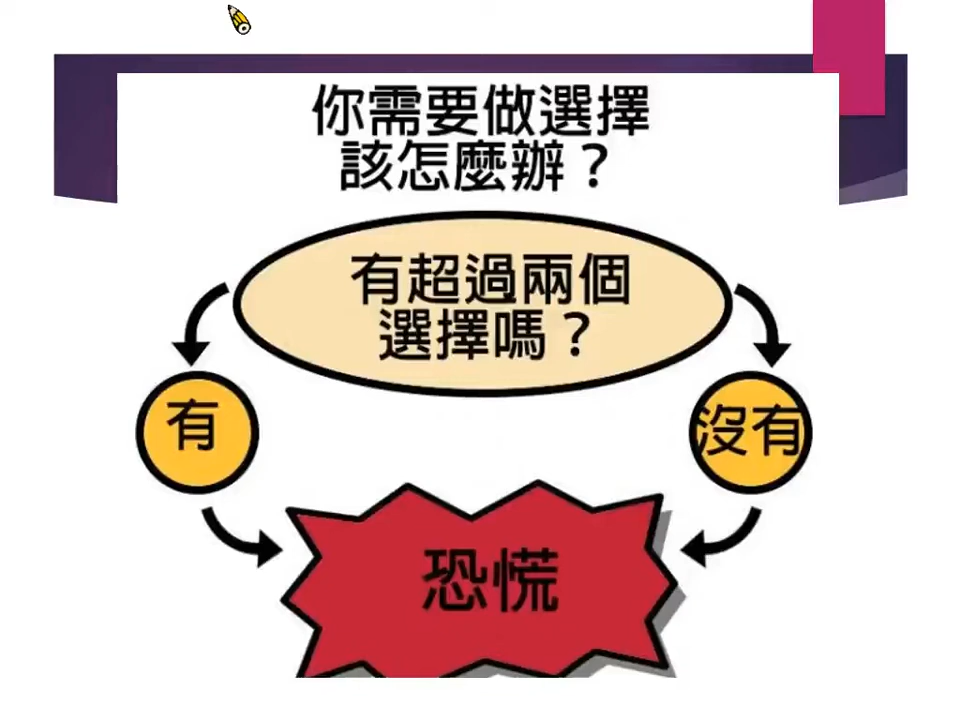 你需要做選擇
該怎麼辦？
有超過兩個
選擇嗎？
有
沒有
恐慌